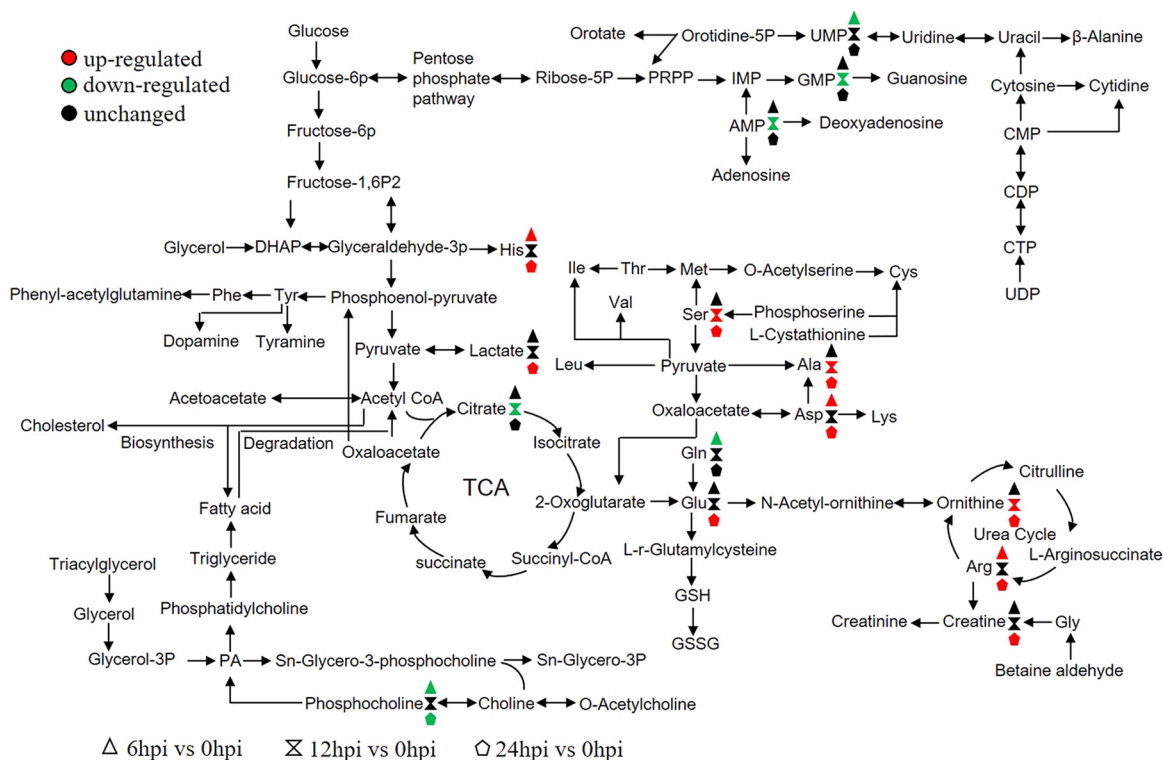 Glucose
Orotate
Orotidine-5P
UMP
Uridine
Uracil
β-Alanine
up-regulated
down-regulated
unchanged
Glucose-6p
Pentose
phosphate
pathway
Ribose-5P
PRPP
IMP
GMP
Guanosine
Cytosine
Cytidine
Fructose-6p
AMP
Deoxyadenosine
CMP
Adenosine
Fructose-1,6P2
CDP
Glycerol
DHAP
Glyceraldehyde-3p
His
CTP
Ile
Thr
Met
O-Acetylserine
Cys
UDP
Phenyl-acetylglutamine
Phe
Tyr
Phosphoenol-pyruvate
Val
Ser
Phosphoserine
L-Cystathionine
Dopamine
Tyramine
Pyruvate
Lactate
Leu
Pyruvate
Ala
Acetoacetate
Acetyl CoA
Citrate
Oxaloacetate
Asp
Lys
Cholesterol
Biosynthesis
Degradation
Oxaloacetate
Isocitrate
Gln
TCA
Citrulline
Fatty acid
Fumarate
2-Oxoglutarate
Glu
N-Acetyl-ornithine
Ornithine
Urea Cycle
L-Arginosuccinate
Triglyceride
succinate
Succinyl-CoA
L-r-Glutamylcysteine
Arg
Triacylglycerol
Phosphatidylcholine
GSH
Glycerol
Creatinine
Creatine
Gly
GSSG
Glycerol-3P
PA
Sn-Glycero-3-phosphocholine
Sn-Glycero-3P
Betaine aldehyde
Phosphocholine
Choline
O-Acetylcholine
6hpi vs 0hpi
12hpi vs 0hpi
24hpi vs 0hpi